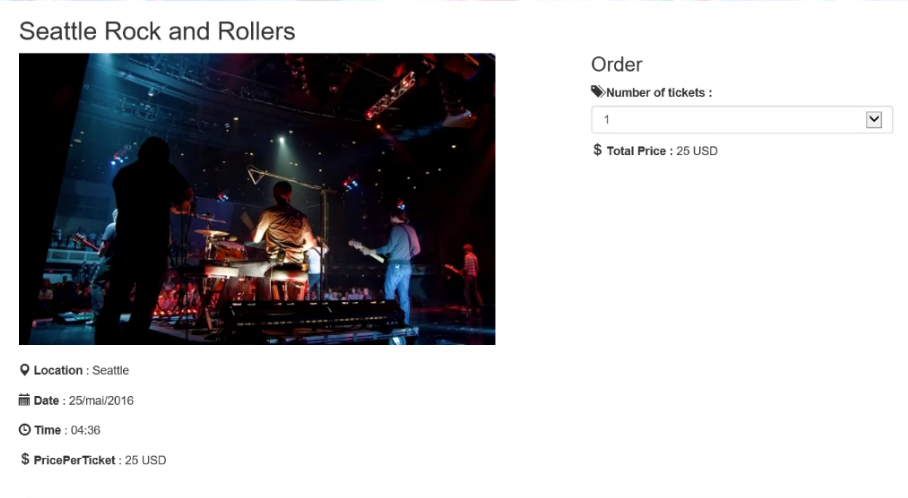 Seattle Rock and Rollers
Order
Number of tickets :
1
$ Total Price : 25 USD
Location : Seattle
Date : 25/mai/2016
Time : 04:36
$ PricePerTicket : 25 USD